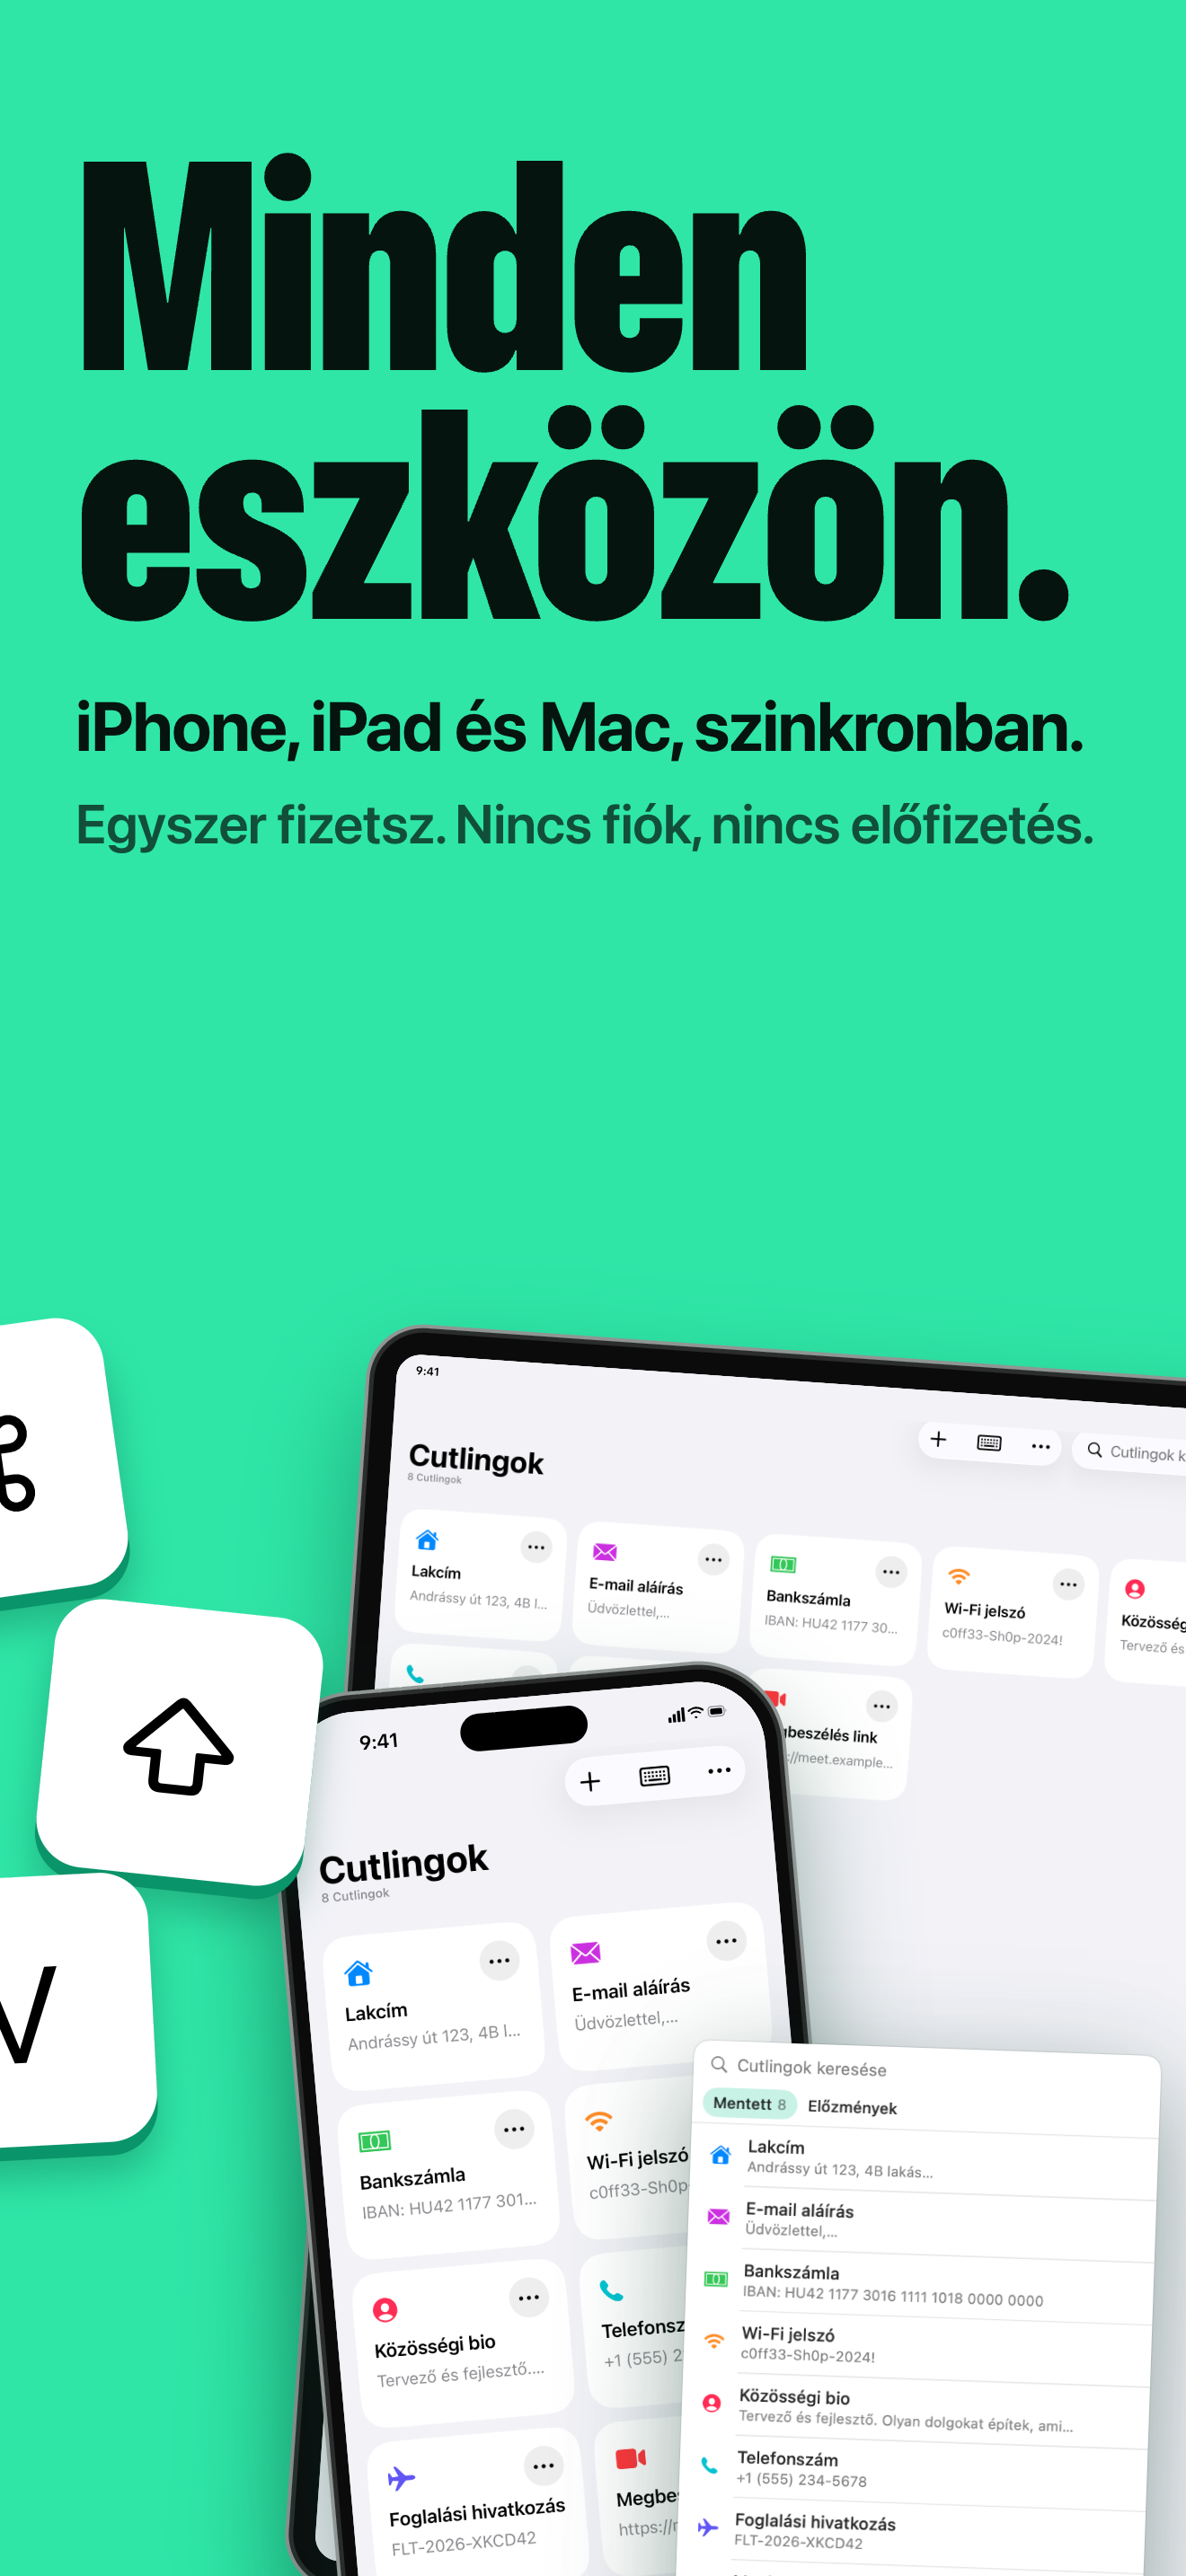 Minden
eszközön.
iPhone, iPad és Mac, szinkronban.
Egyszer fizetsz. Nincs fiók, nincs előfizetés.
9:41
Cutlingok
8 Cutlingok
Cutlingok k
Lakcím
Andrássy út 123, 4B l...
E-mail aláírás
Üdvözlettel,...
Bankszámla
IBAN: HU42 1177 30...
Wi-Fi jelszó
c0ff33-Sh0p-2024!
Közösség
Tervező és
gbeszélés link
://meet.example...
⌘
V
9:41
Cutlingok
8 Cutlingok
Lakcím
Andrássy út 123, 4B l...
E-mail aláírás
Üdvözlettel,...
Bankszámla
IBAN: HU42 1177 301...
Wi-Fi jelszó
c0ff33-Sh0p-
Közösségi bio
Tervező és fejlesztő....
Telefonsz
+1 (555) 2
Foglalási hivatkozás
FLT-2026-XKCD42
Megbes
https://
Cutlingok keresése
Mentett 8 Előzmények
Lakcím
Andrássy út 123, 4B lakás...
E-mail aláírás
Üdvözlettel,...
Bankszámla
IBAN: HU42 1177 3016 1111 1018 0000 0000
Wi-Fi jelszó
c0ff33-Sh0p-2024!
Közösségi bio
Tervező és fejlesztő. Olyan dolgokat építek, ami...
Telefonszám
+1 (555) 234-5678
Foglalási hivatkozás
FLT-2026-XKCD42